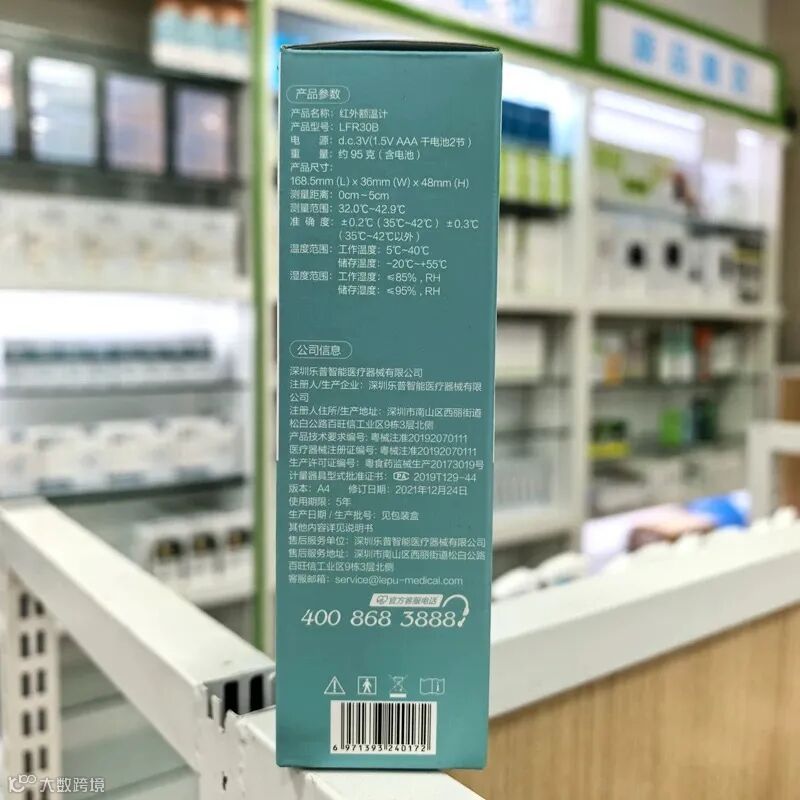 产品参数
产品名称: 红外额温计
产品型号: LFR30B
电 源: d.c.3V(1.5V AAA 干电池2节)
重 量: 约 95 克 (含电池)
产品尺寸:
168.5mm (L) x 36mm (W) x 48mm (H)
测量距离: 0cm~5cm
测量范围: 32.0℃~42.9℃
准 确 度: ±0.2℃ (35℃~42℃) ±0.3℃
(35℃~42℃以外)
温度范围: 工作温度: 5℃~40℃
储存温度: -20℃~+55℃
湿度范围: 工作湿度: ≤85% , RH
储存湿度: ≤95% , RH
公司信息
深圳乐普智能医疗器械有限公司
注册人/生产企业: 深圳乐普智能医疗器械有限
公司
注册人住所/生产地址: 深圳市南山区西丽街道
松白公路百旺信工业区9栋3层北侧
产品技术要求编号: 粤械注准20192070111
医疗器械注册证编号: 粤械注准20192070111
生产许可证编号: 粤食药监械生产20173019号
计量器具型式批准证书: CPA 2019T129-44
版本: A4 修订日期: 2021年12月24日
使用期限: 5年
生产日期 / 生产批号: 见包装盒
其他内容详见说明书
售后服务单位: 深圳乐普智能医疗器械有限公司
售后服务地址: 深圳市南山区西丽街道松白公路
百旺信工业区9栋3层北侧
客服邮箱: service@lepu-medical.com
官方客服电话
400 868 3888
6 971393 240172
大数跨境